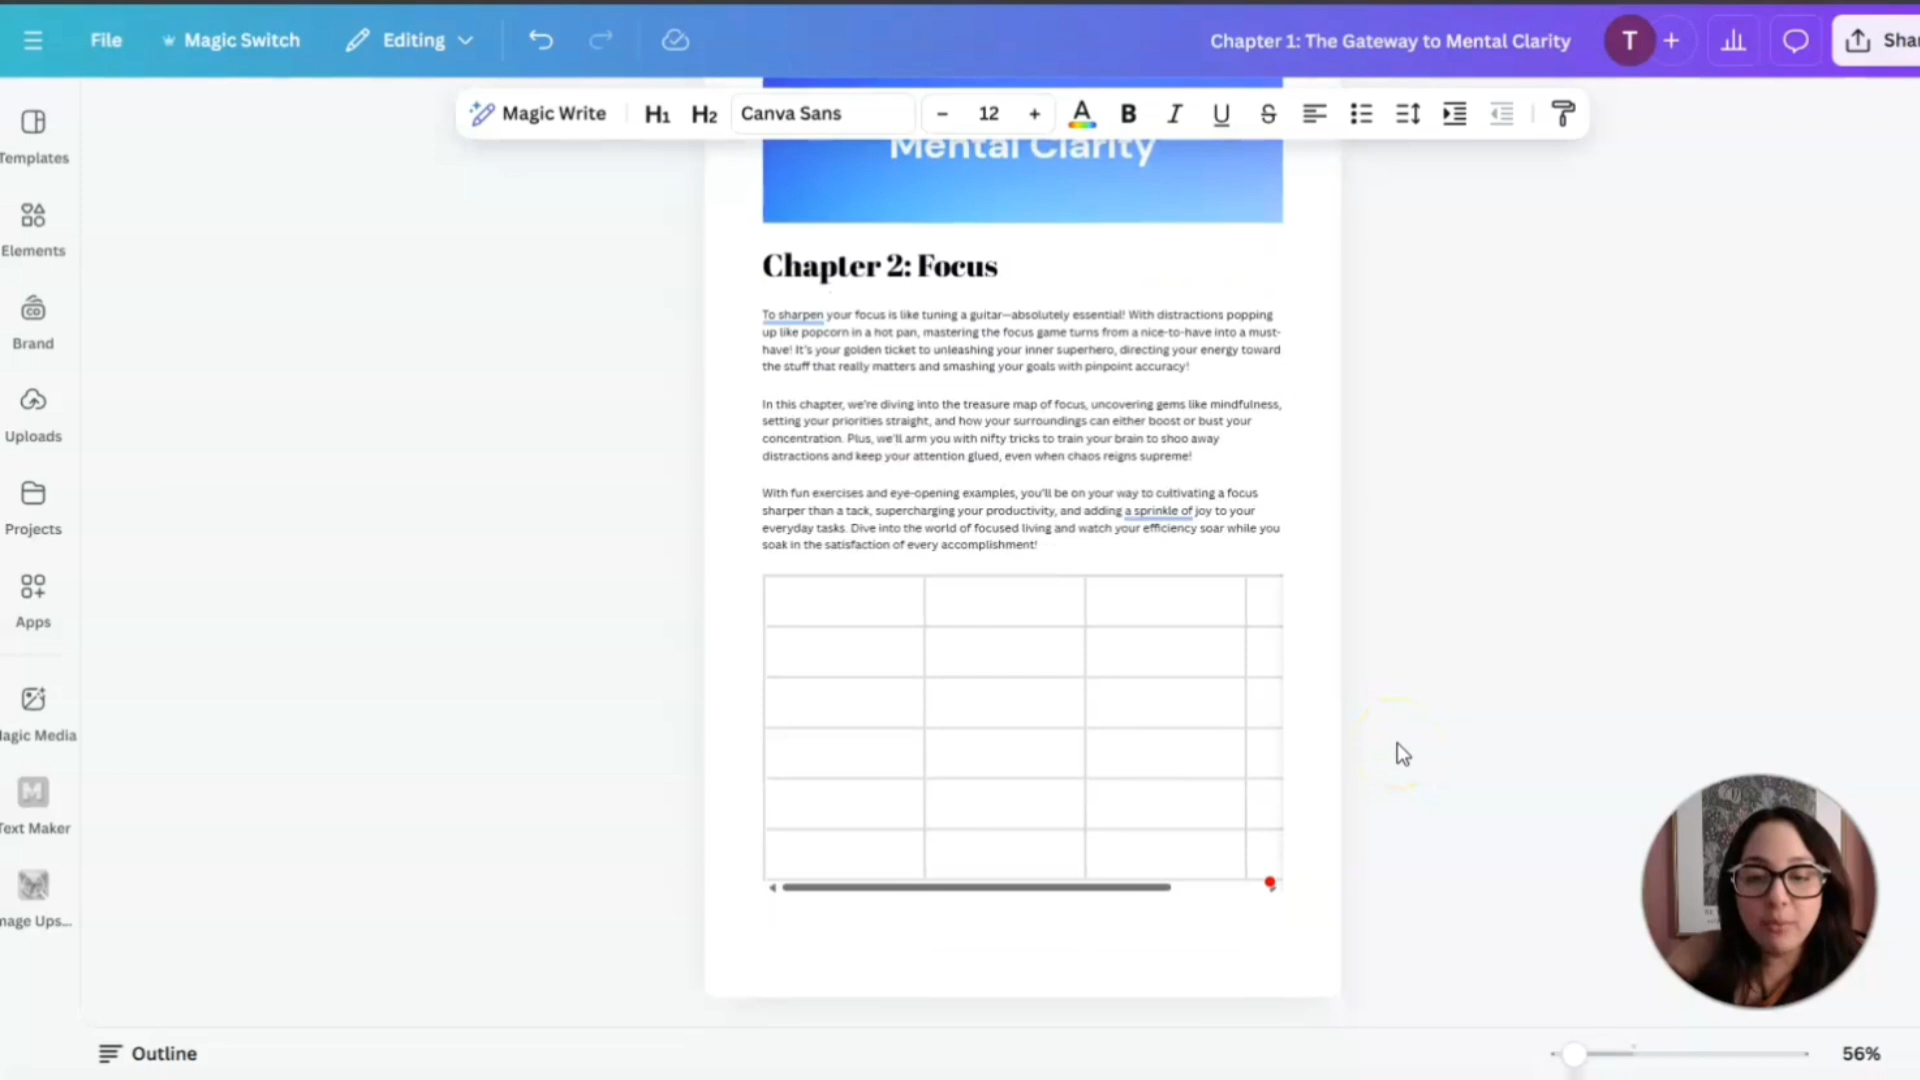 File
Magic Switch
Editing
Chapter 1: The Gateway to Mental Clarity
T
Magic Write
H1
H2
Canva Sans
12
A
B
I
U
S
Mental Clarity
Templates
Elements
CO
Brand
Uploads
Projects
Apps
M
Outline
56%
Chapter 2: Focus
To sharpen your focus is like tuning a guitar—absolutely essential! With distractions popping
up like popcorn in a hot pan, mastering the focus game turns from a nice-to-have into a must-
have! It's your golden ticket to unleashing your inner superhero, directing your energy toward
the stuff that really matters and smashing your goals with pinpoint accuracy!
In this chapter, we're diving into the treasure map of focus, uncovering gems like mindfulness,
setting your priorities straight, and how your surroundings can either boost or bust your
concentration. Plus, we'll arm you with nifty tricks to train your brain to shoo away
distractions and keep your attention glued, even when chaos reigns supreme!
With fun exercises and eye-opening examples, you'll be on your way to cultivating a focus
sharper than a tack, supercharging your productivity, and adding a sprinkle of joy to your
everyday tasks. Dive into the world of focused living and watch your efficiency soar while you
soak in the satisfaction of every accomplishment!
agic Media
Text Maker
mage Ups...
Shar